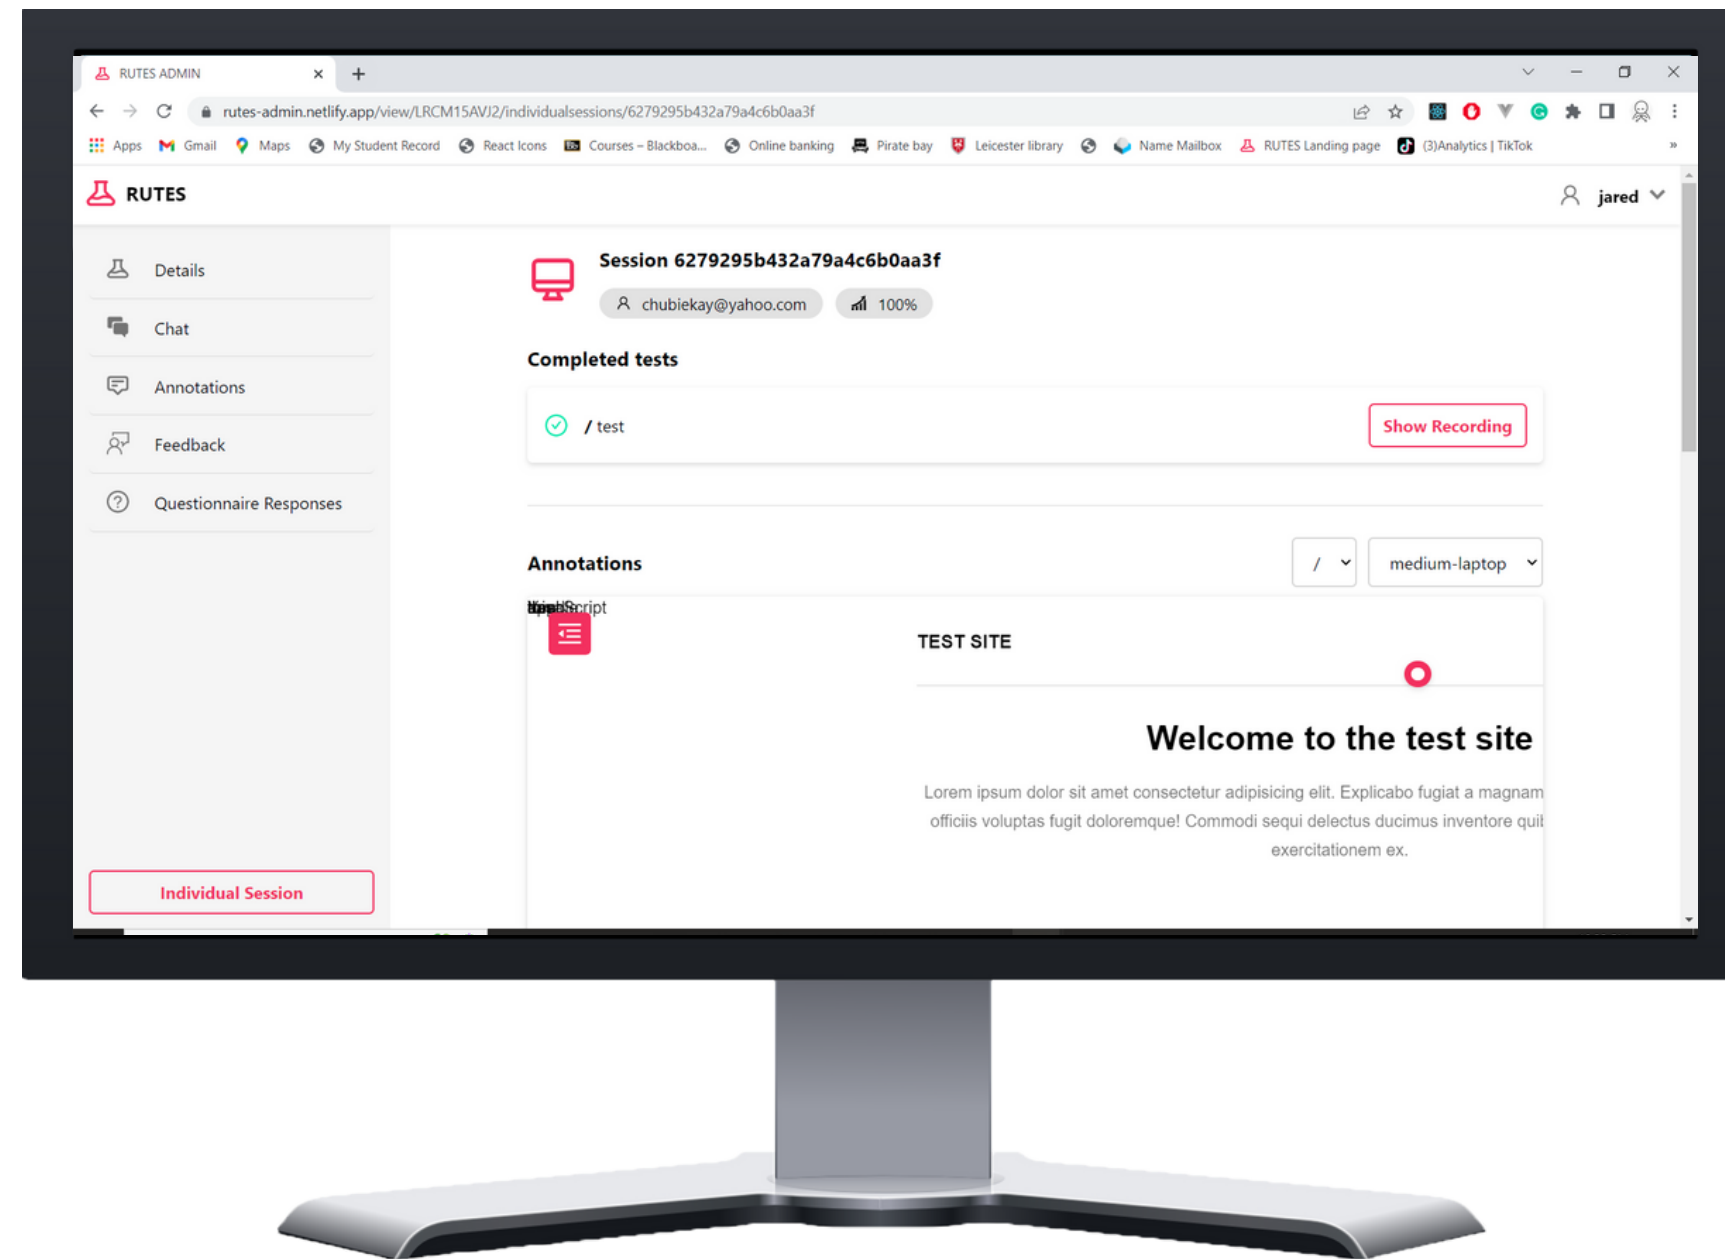 RUTES ADMIN
rutes-admin.netlify.app/view/LRCM15AVJ2/individualsessions/6279295b432a79a4c6b0aa3f
Apps Gmail Maps My Student Record React Icons Courses – Blackboa... Online banking Pirate bay Leicester library Name Mailbox RUTES Landing page (3)Analytics | TikTok »
RUTES jared
Details
Chat
Annotations
Feedback
Questionnaire Responses
Individual Session
Session 6279295b432a79a4c6b0aa3f
chubiekay@yahoo.com 100%
Completed tests
/ test Show Recording
Annotations / medium-laptop
TEST SITE
Welcome to the test site
Lorem ipsum dolor sit amet consectetur adipisicing elit. Explicabo fugiat a magnam
officiis voluptas fugit doloremque! Commodi sequi delectus ducimus inventore
exercitationem ex.